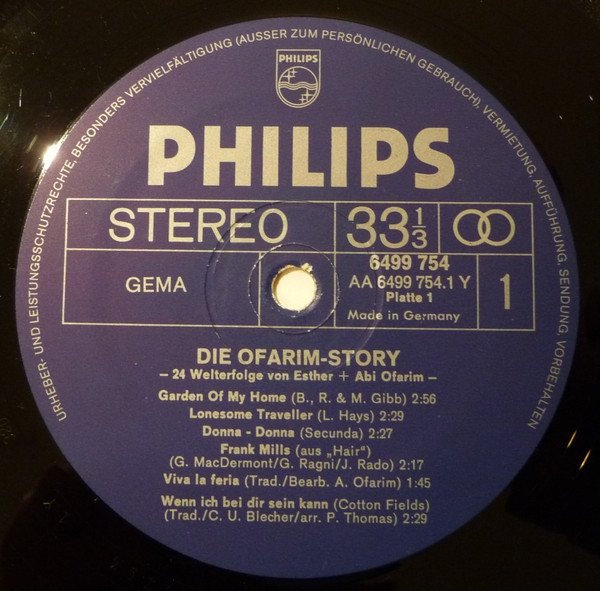 URHEBER- UND LEISTUNGSSCHUTZRECHTE, BESONDERS VERVIELFÄLTIGUNG (AUSSER ZUM PERSÖNLICHEN GEBRAUCH), VERMIETUNG, AUFFÜHRUNG, SENDUNG, VORBEHALTEN
PHILIPS
PHILIPS
STEREO
33 1/3
GEMA
6499 754
AA 6499 754.1 Y
Platte 1
Made in Germany
1
DIE OFARIM-STORY
– 24 Welterfolge von Esther + Abi Ofarim –
Garden Of My Home (B., R. & M. Gibb) 2:56
Lonesome Traveller (L. Hays) 2:29
Donna - Donna (Secunda) 2:27
Frank Mills (aus „Hair“)
(G. MacDermont/G. Ragni/J. Rado) 2:17
Viva la feria (Trad./Bearb. A. Ofarim) 1:45
Wenn ich bei dir sein kann (Cotton Fields)
(Trad./C. U. Blecher/arr. P. Thomas) 2:29